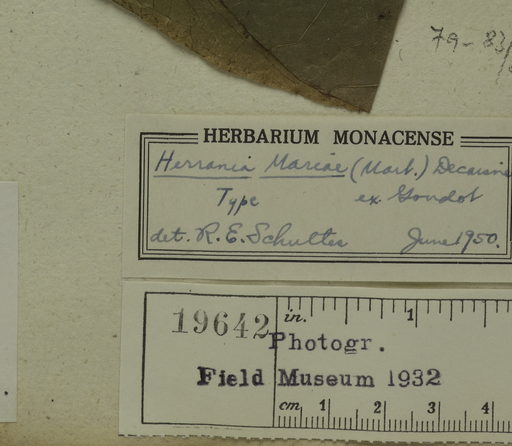 79-83/
HERBARIUM MONACENSE
Herrania Mariae (Mart.) Decaisne
Type ex Goudot
det. R. E. Schultes June 1950.
19642 in. 1
Photogr.
Field Museum 1932
cm 1 2 3 4